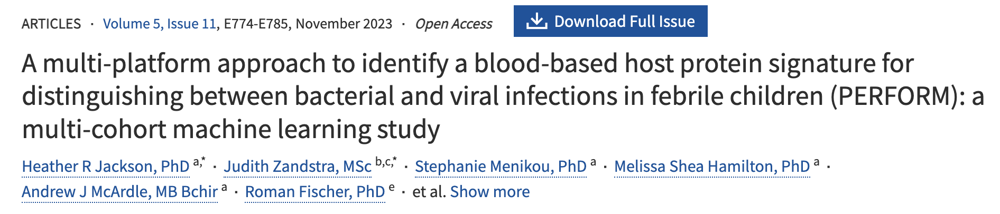 ARTICLES · Volume 5, Issue 11, E774-E785, November 2023 · Open Access Download Full Issue
A multi-platform approach to identify a blood-based host protein signature for
distinguishing between bacterial and viral infections in febrile children (PERFORM): a
multi-cohort machine learning study
Heather R Jackson, PhD a,* · Judith Zandstra, MSc b,c,* · Stephanie Menikou, PhD a · Melissa Shea Hamilton, PhD a ·
Andrew J McArdle, MB Bchir a · Roman Fischer, PhD e · et al. Show more